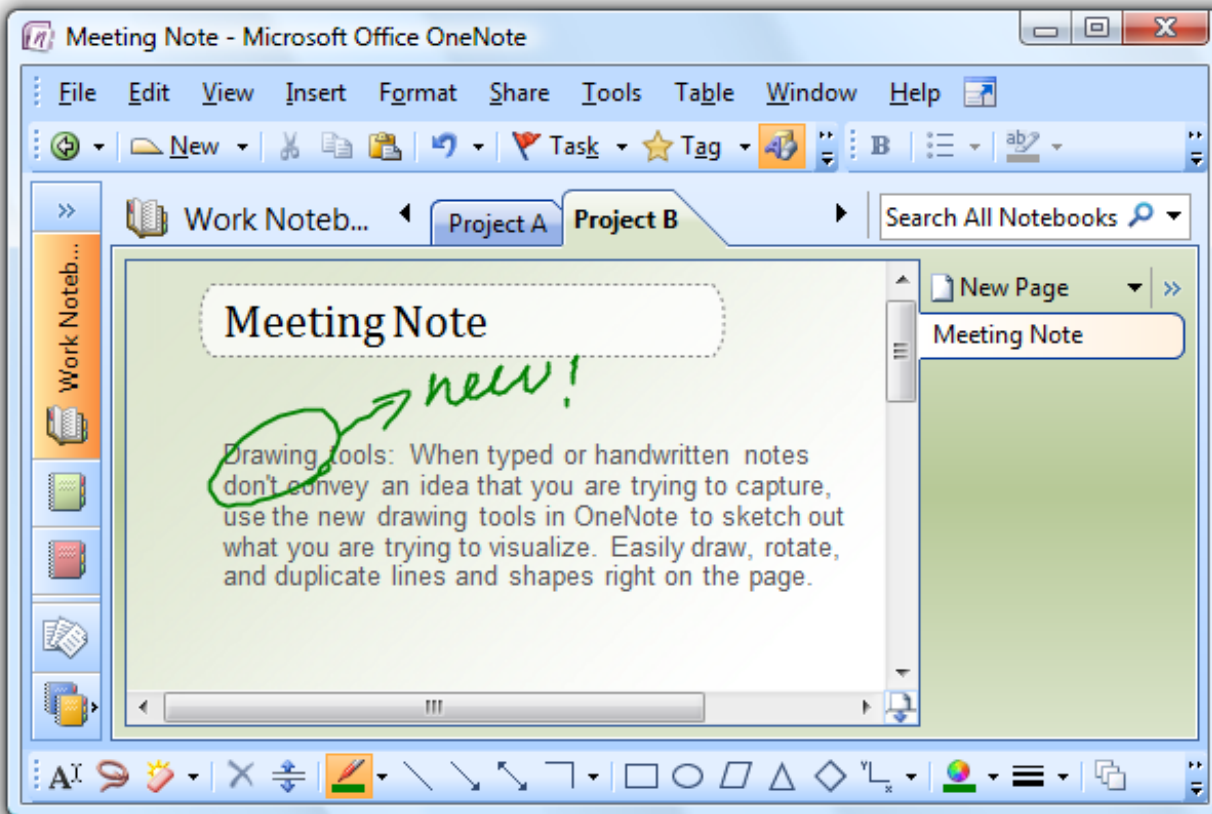 Meeting Note - Microsoft Office OneNote
File Edit View Insert Format Share Tools Table Window Help
New Task Tag B ab
Work Noteb... Project A Project B Search All Notebooks
Work Noteb...
New Page
Meeting Note
Meeting Note
new!
Drawing tools: When typed or handwritten notes
don't convey an idea that you are trying to capture,
use the new drawing tools in OneNote to sketch out
what you are trying to visualize. Easily draw, rotate,
and duplicate lines and shapes right on the page.
A Y x